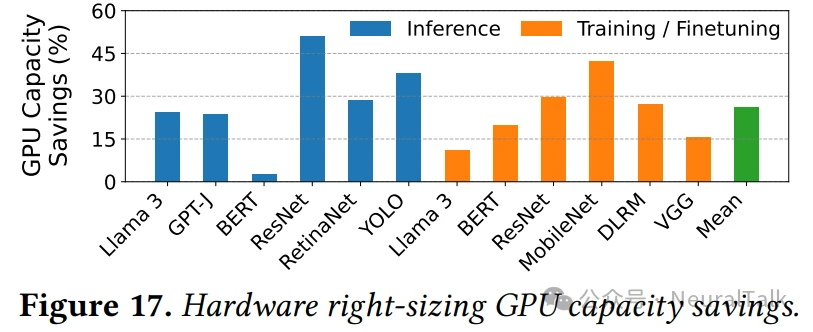 GPU Capacity
Savings (%)
60
45
30
15
0
Inference
Training / Finetuning
Llama 3
GPT-J
BERT
ResNet
RetinaNet
YOLO
Llama 3
BERT
ResNet
MobileNet
DLRM
VGG
Mean
Figure 17. Hardware right-sizing GPU capacity savings.
公众号 · NeuralTalk